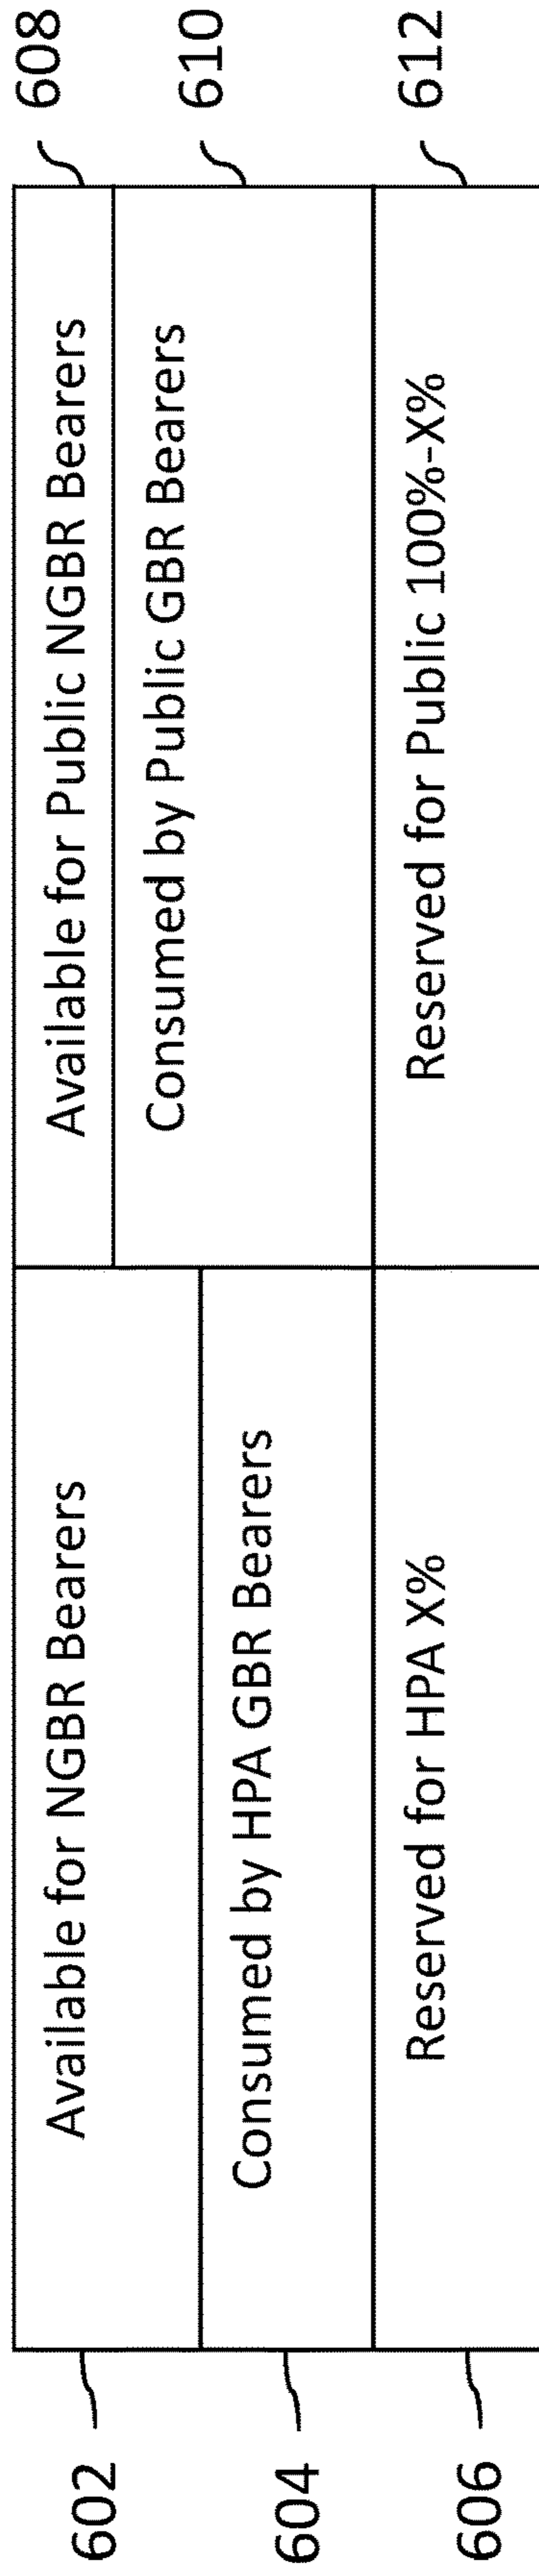 602
Available for NGBR Bearers
604
Consumed by HPA GBR Bearers
606
Reserved for HPA X%
Available for Public NGBR Bearers
608
Consumed by Public GBR Bearers
610
Reserved for Public 100%-X%
612